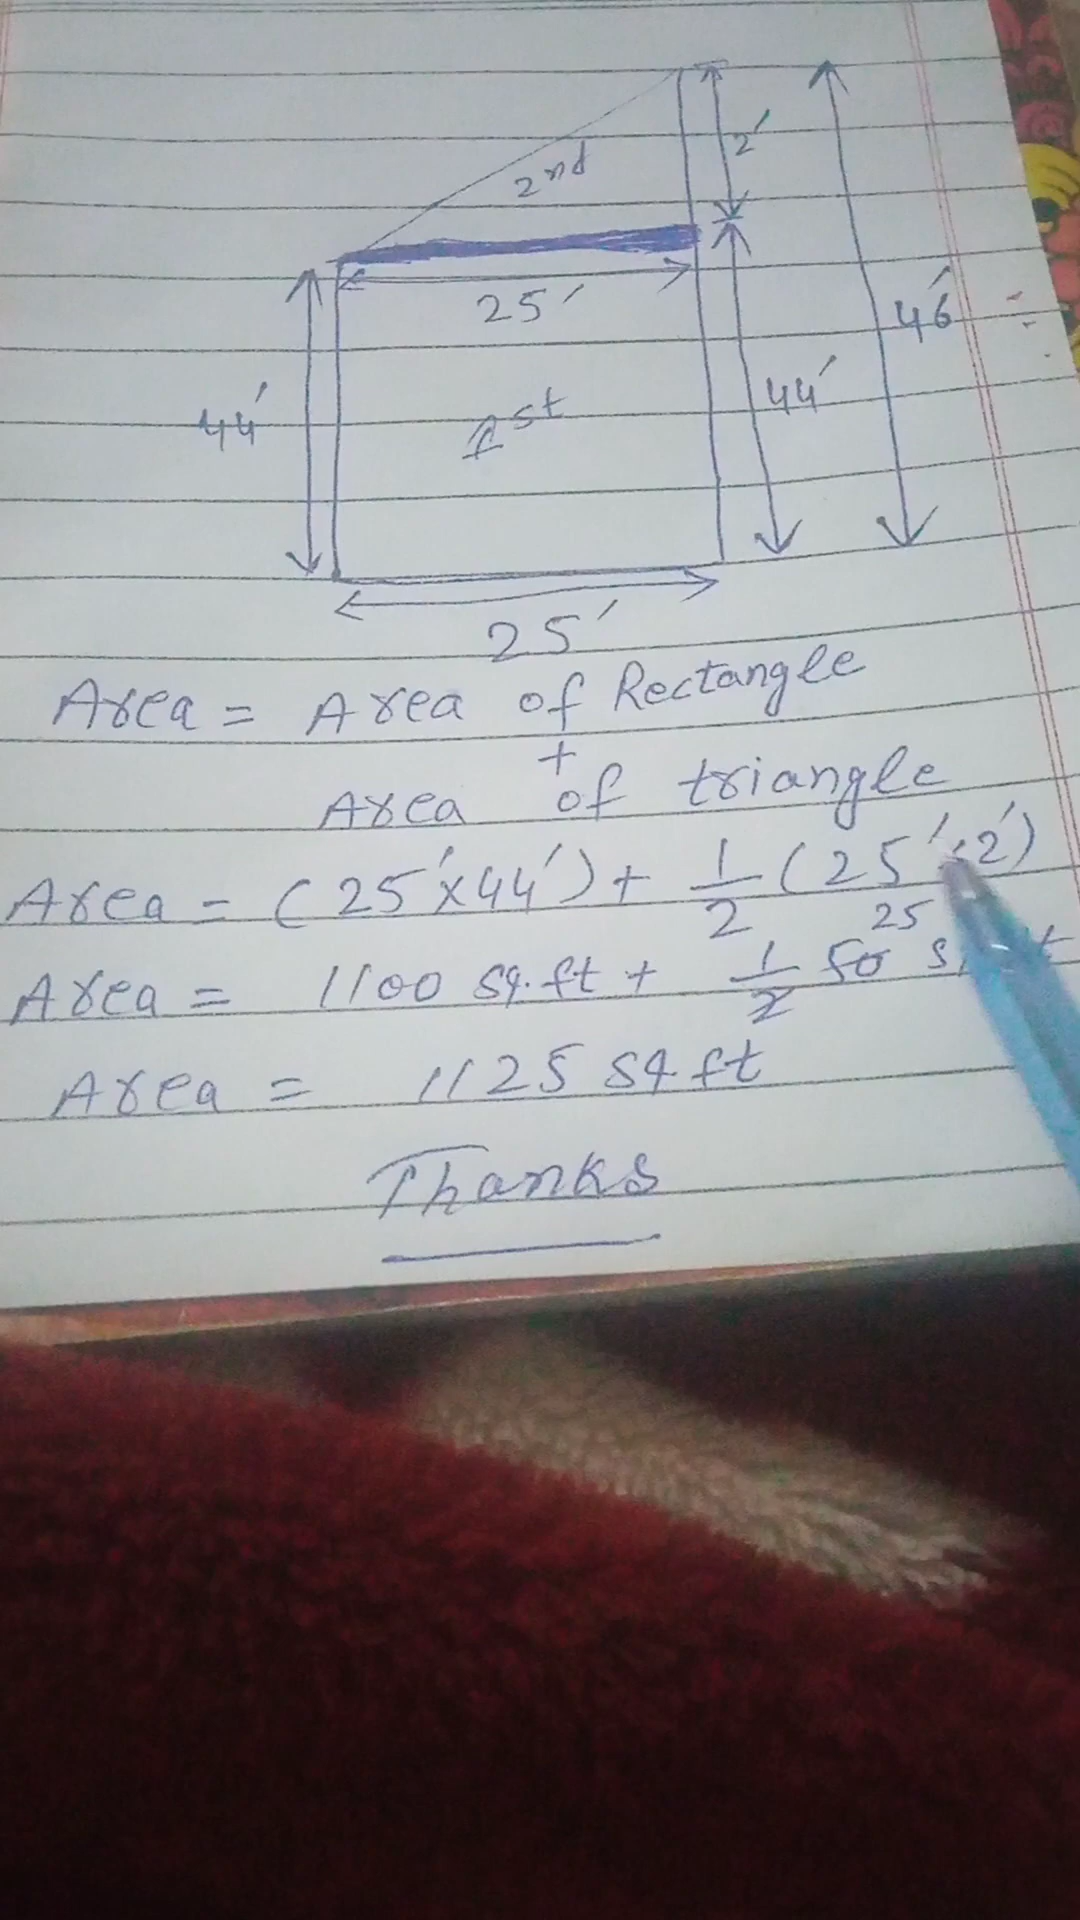 2'
2nd
25'
46'
44'
44'
1st
25'
Area = Area of Rectangle
+
Area of triangle
Area = (25'x44') + 1/2 (25'x2')
25
Area = 1100 sq.ft + 1/2 50
Area = 1125 sq ft
Thanks